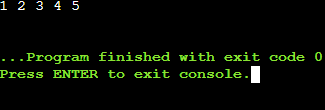 1 2 3 4 5
...Program finished with exit code 0
Press ENTER to exit console.